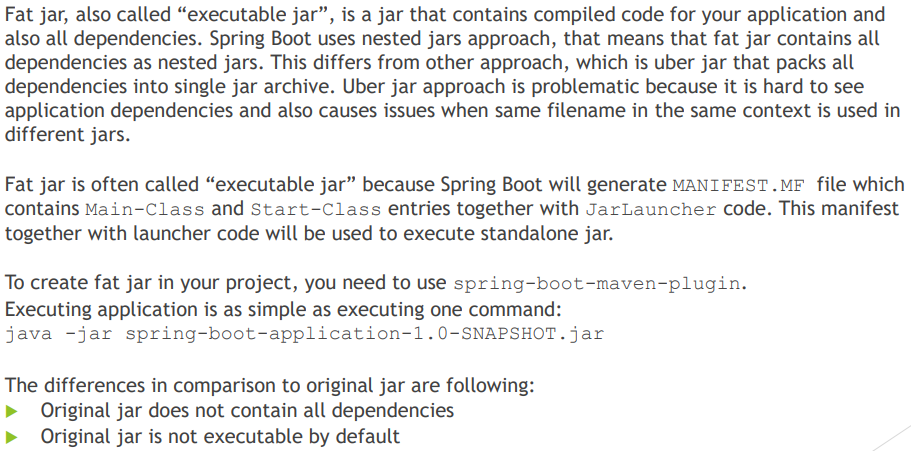 Fat jar, also called “executable jar”, is a jar that contains compiled code for your application and
also all dependencies. Spring Boot uses nested jars approach, that means that fat jar contains all
dependencies as nested jars. This differs from other approach, which is uber jar that packs all
dependencies into single jar archive. Uber jar approach is problematic because it is hard to see
application dependencies and also causes issues when same filename in the same context is used in
different jars.
Fat jar is often called “executable jar” because Spring Boot will generate MANIFEST.MF file which
contains Main-Class and Start-Class entries together with JarLauncher code. This manifest
together with launcher code will be used to execute standalone jar.
To create fat jar in your project, you need to use spring-boot-maven-plugin.
Executing application is as simple as executing one command:
java -jar spring-boot-application-1.0-SNAPSHOT.jar
The differences in comparison to original jar are following:
Original jar does not contain all dependencies
Original jar is not executable by default